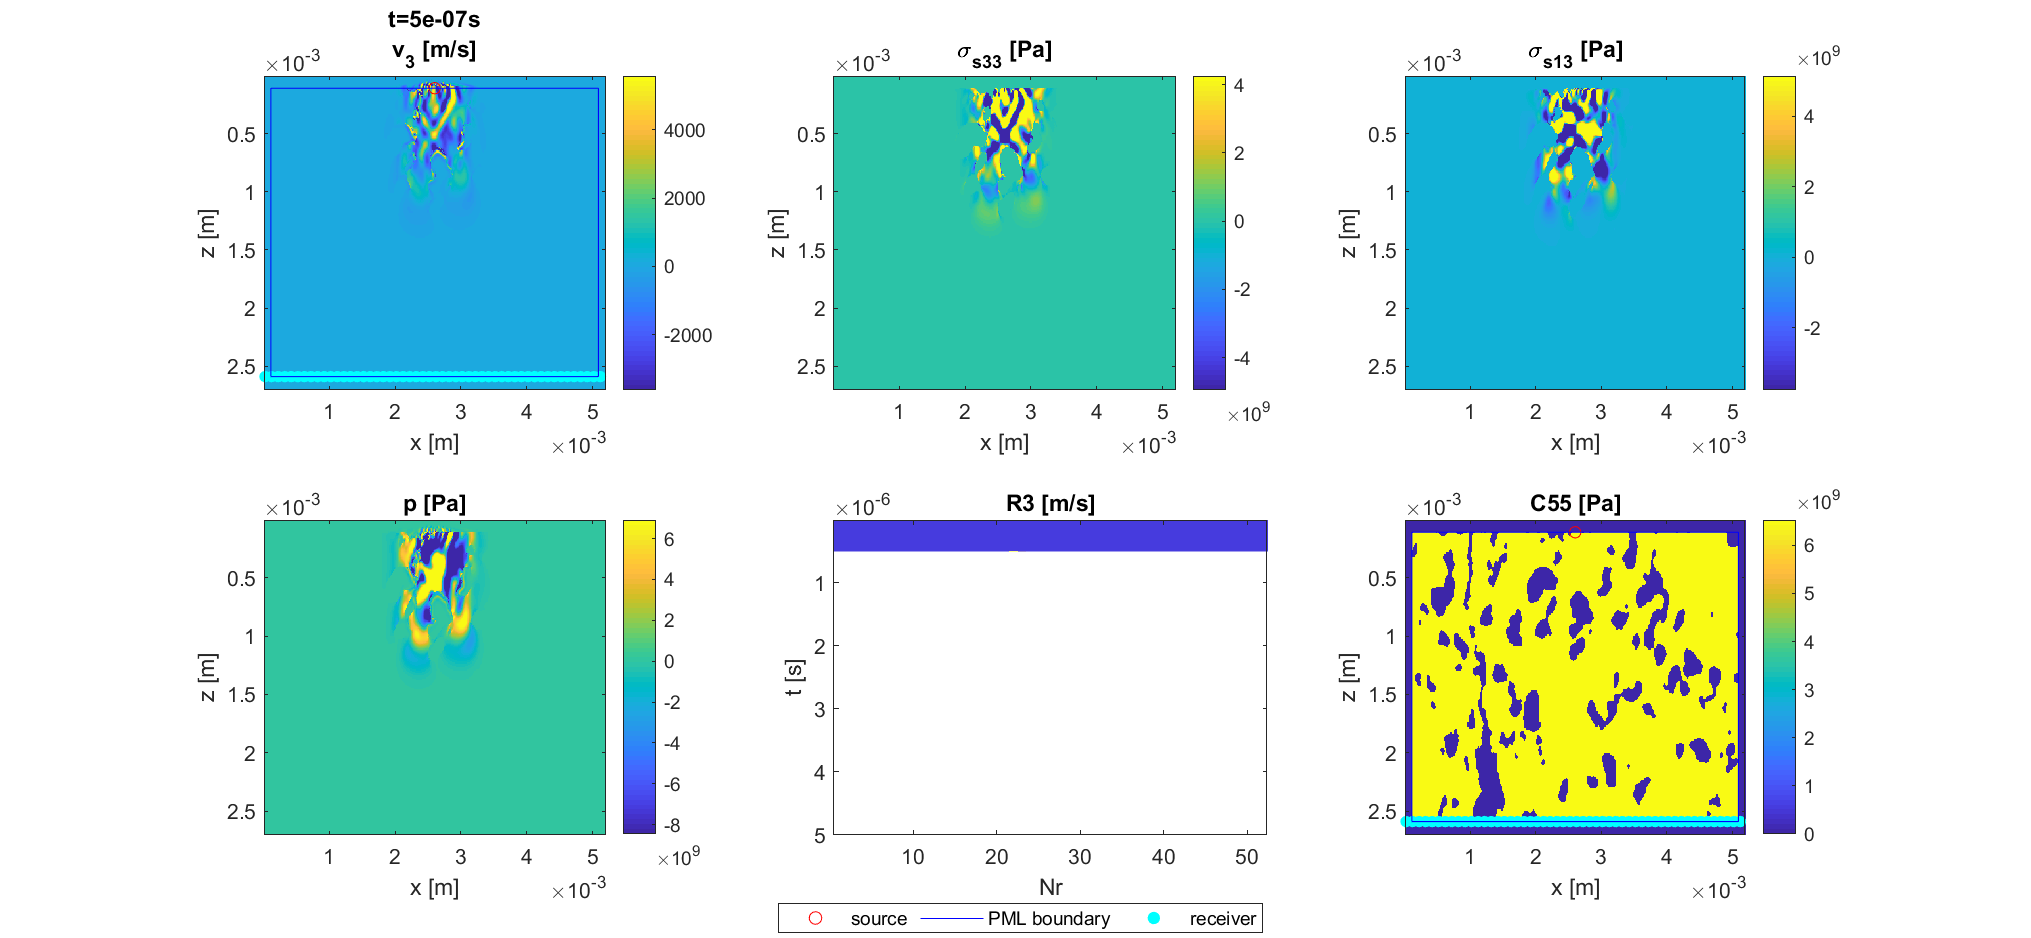 t=5e-07s
v3 [m/s]
×10-3
0.5
1
1.5
2
2.5
z [m]
1 2 3 4 5
x [m]
×10-3
4000
2000
0
-2000
σs33 [Pa]
×10-3
0.5
1
1.5
2
2.5
z [m]
1 2 3 4 5
x [m]
×10-3
4
2
0
-2
-4
×109
σs13 [Pa]
×10-3
0.5
1
1.5
2
2.5
z [m]
1 2 3 4 5
x [m]
×10-3
×109
4
2
0
-2
p [Pa]
×10-3
0.5
1
1.5
2
2.5
z [m]
1 2 3 4 5
x [m]
×10-3
6
4
2
0
-2
-4
-6
-8
×109
R3 [m/s]
×10-6
1
2
3
4
5
t [s]
10 20 30 40 50
Nr
C55 [Pa]
×10-3
0.5
1
1.5
2
2.5
z [m]
1 2 3 4 5
x [m]
×10-3
×109
6
5
4
3
2
1
0
source PML boundary receiver